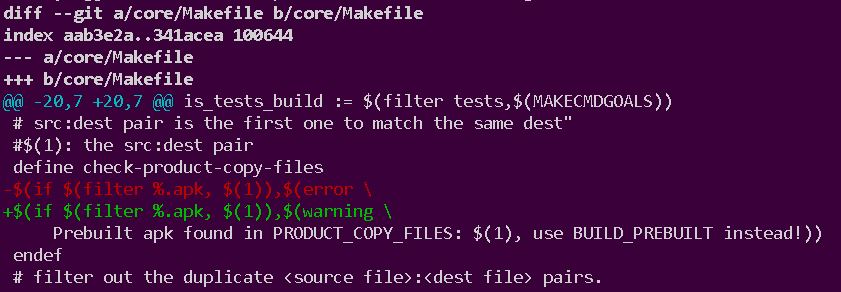 diff --git a/core/Makefile b/core/Makefile
index aab3e2a..341acea 100644
--- a/core/Makefile
+++ b/core/Makefile
@@ -20,7 +20,7 @@ is_tests_build := $(filter tests,$(MAKECMDGOALS))
 # src:dest pair is the first one to match the same dest"
 #$(1): the src:dest pair
 define check-product-copy-files
-$(if $(filter %.apk, $(1)),$(error \
+$(if $(filter %.apk, $(1)),$(warning \
     Prebuilt apk found in PRODUCT_COPY_FILES: $(1), use BUILD_PREBUILT instead!))
 endef
 # filter out the duplicate <source file>:<dest file> pairs.